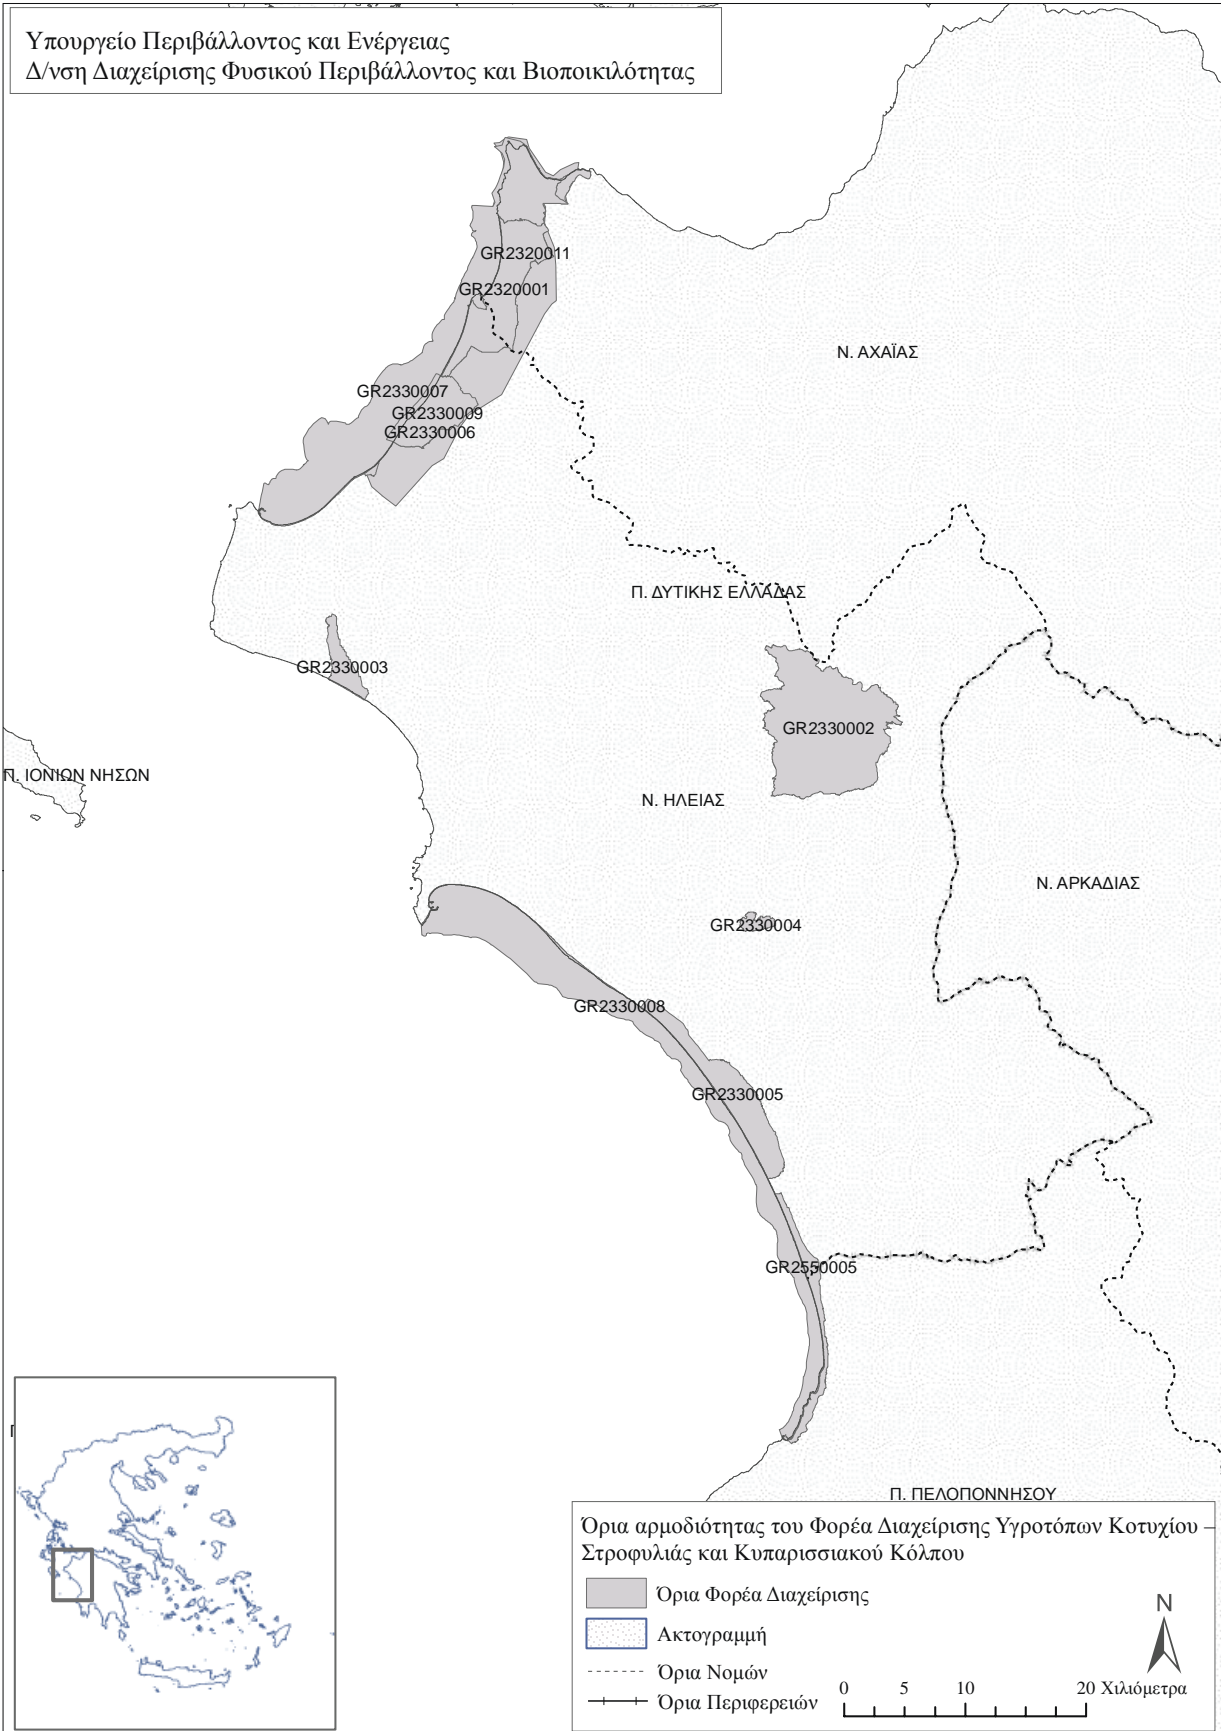 Υπουργείο Περιβάλλοντος και Ενέργειας
Δ/νση Διαχείρισης Φυσικού Περιβάλλοντος και Βιοποικιλότητας
GR2320011
GR2320001
Ν. ΑΧΑΪΑΣ
GR2330007
GR2330009
GR2330006
Π. ΔΥΤΙΚΗΣ ΕΛΛΑΔΑΣ
GR2330003
GR2330002
Π. ΙΟΝΙΩΝ ΝΗΣΩΝ
Ν. ΗΛΕΙΑΣ
Ν. ΑΡΚΑΔΙΑΣ
GR2330004
GR2330008
GR2330005
GR2550005
Π. ΠΕΛΟΠΟΝΝΗΣΟΥ
Όρια αρμοδιότητας του Φορέα Διαχείρισης Υγροτόπων Κοτυχίου –
Στροφυλιάς και Κυπαρισσιακού Κόλπου
Όρια Φορέα Διαχείρισης
Ακτογραμμή
Όρια Νομών
Όρια Περιφερειών
N
0 5 10 20 Χιλιόμετρα